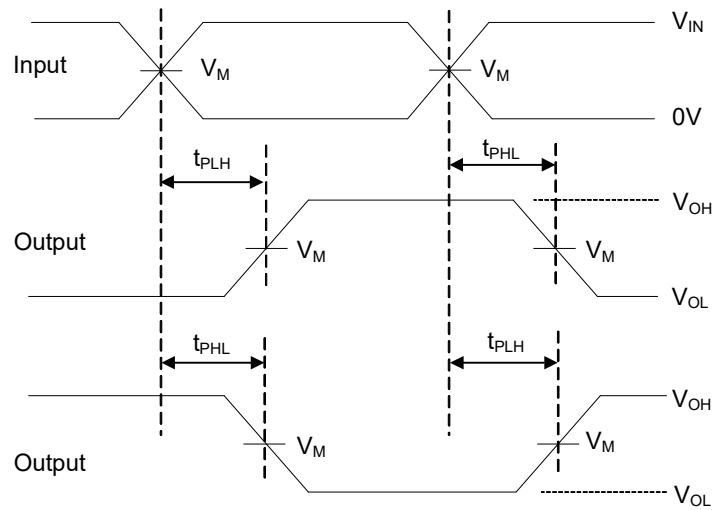 V_IN
Input
V_M
V_M
0V
t_PLH
t_PHL
V_OH
Output
V_M
V_M
V_OL
t_PHL
t_PLH
V_OH
V_M
V_M
Output
V_OL